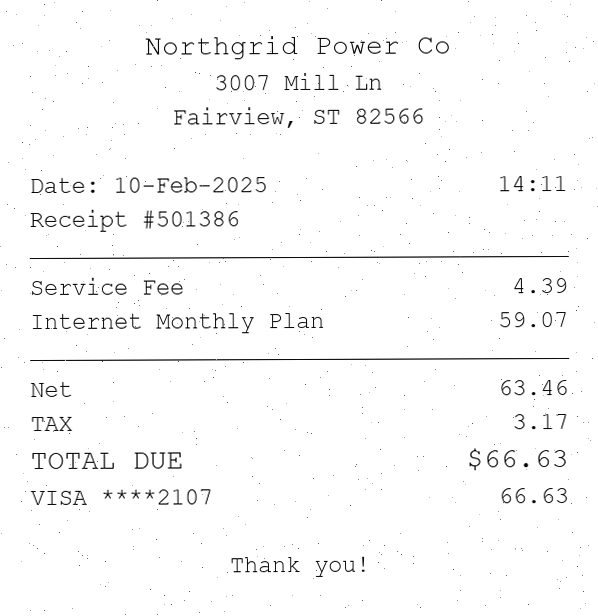 Northgrid Power Co
3007 Mill Ln
Fairview, ST 82566
Date: 10-Feb-2025 14:11
Receipt #501386
Service Fee 4.39
Internet Monthly Plan 59.07
Net 63.46
TAX 3.17
TOTAL DUE $66.63
VISA ****2107 66.63
Thank you!